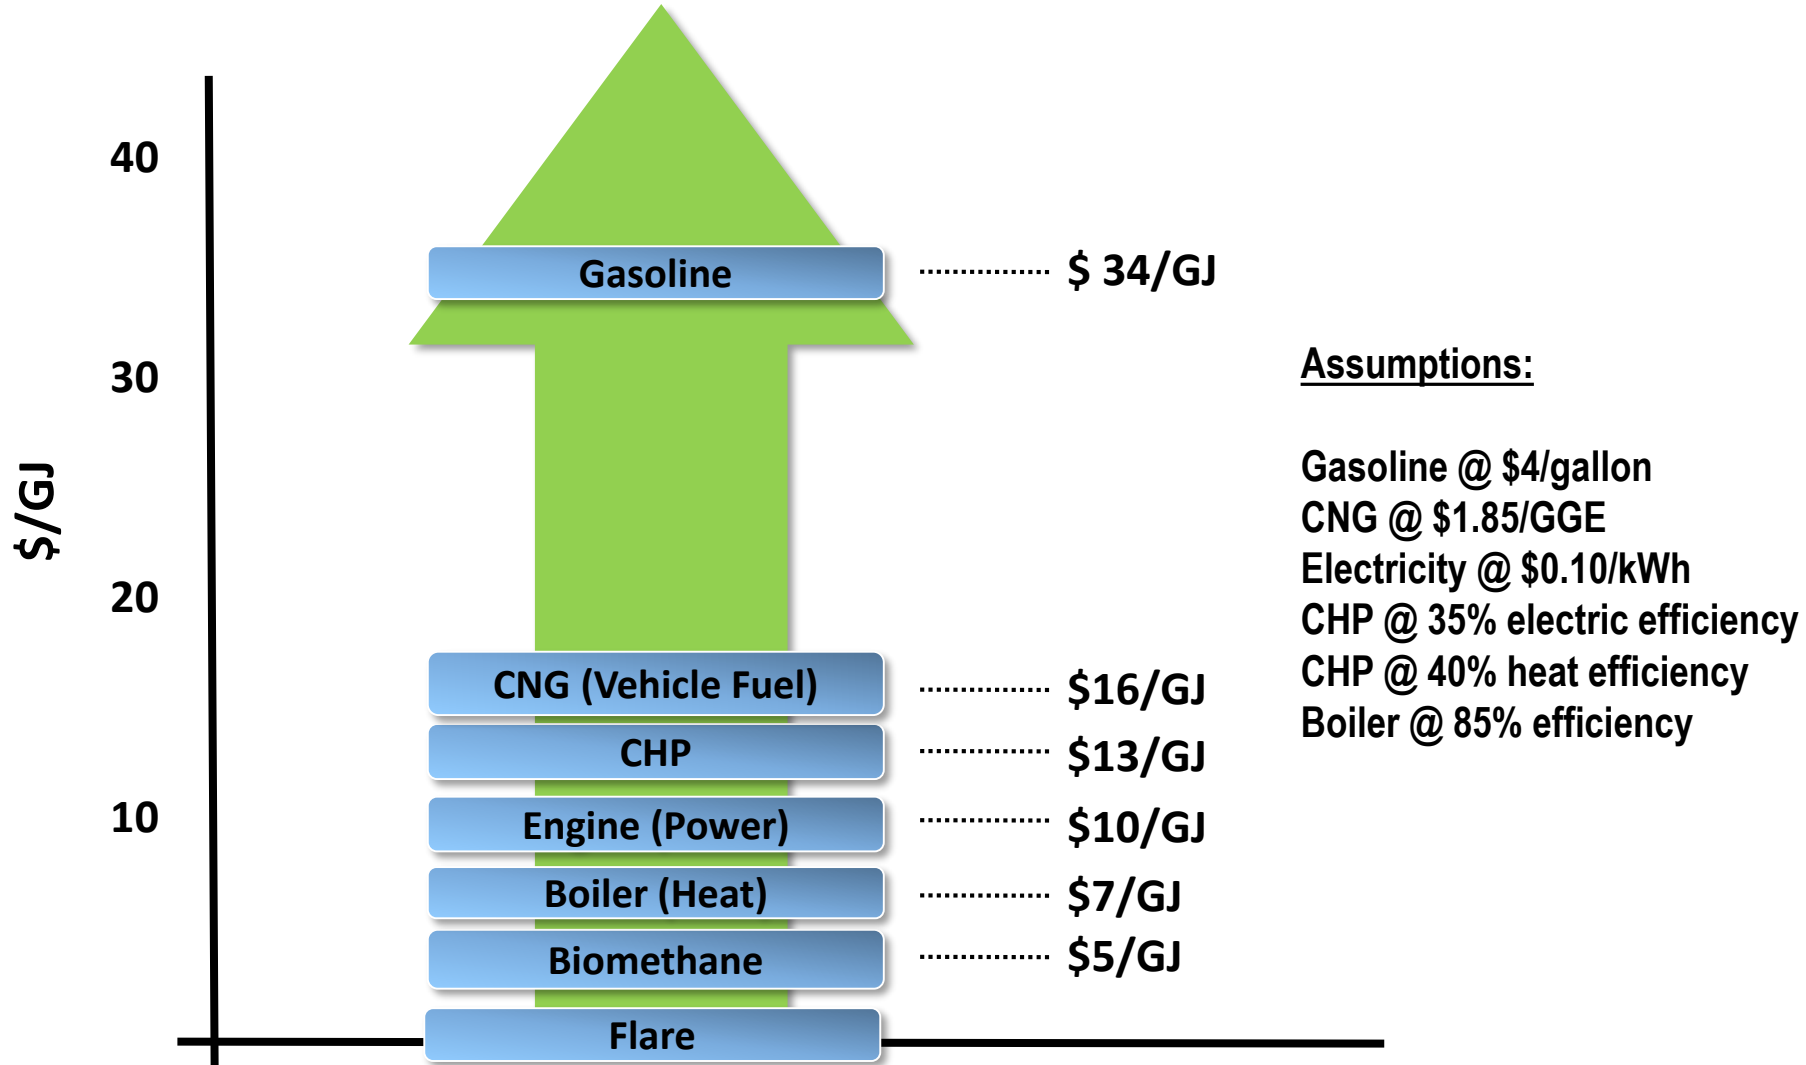 40
30
20
10
$/GJ
Gasoline
$ 34/GJ
CNG (Vehicle Fuel)
$16/GJ
CHP
$13/GJ
Engine (Power)
$10/GJ
Boiler (Heat)
$7/GJ
Biomethane
$5/GJ
Flare
Assumptions:
Gasoline @ $4/gallon
CNG @ $1.85/GGE
Electricity @ $0.10/kWh
CHP @ 35% electric efficiency
CHP @ 40% heat efficiency
Boiler @ 85% efficiency